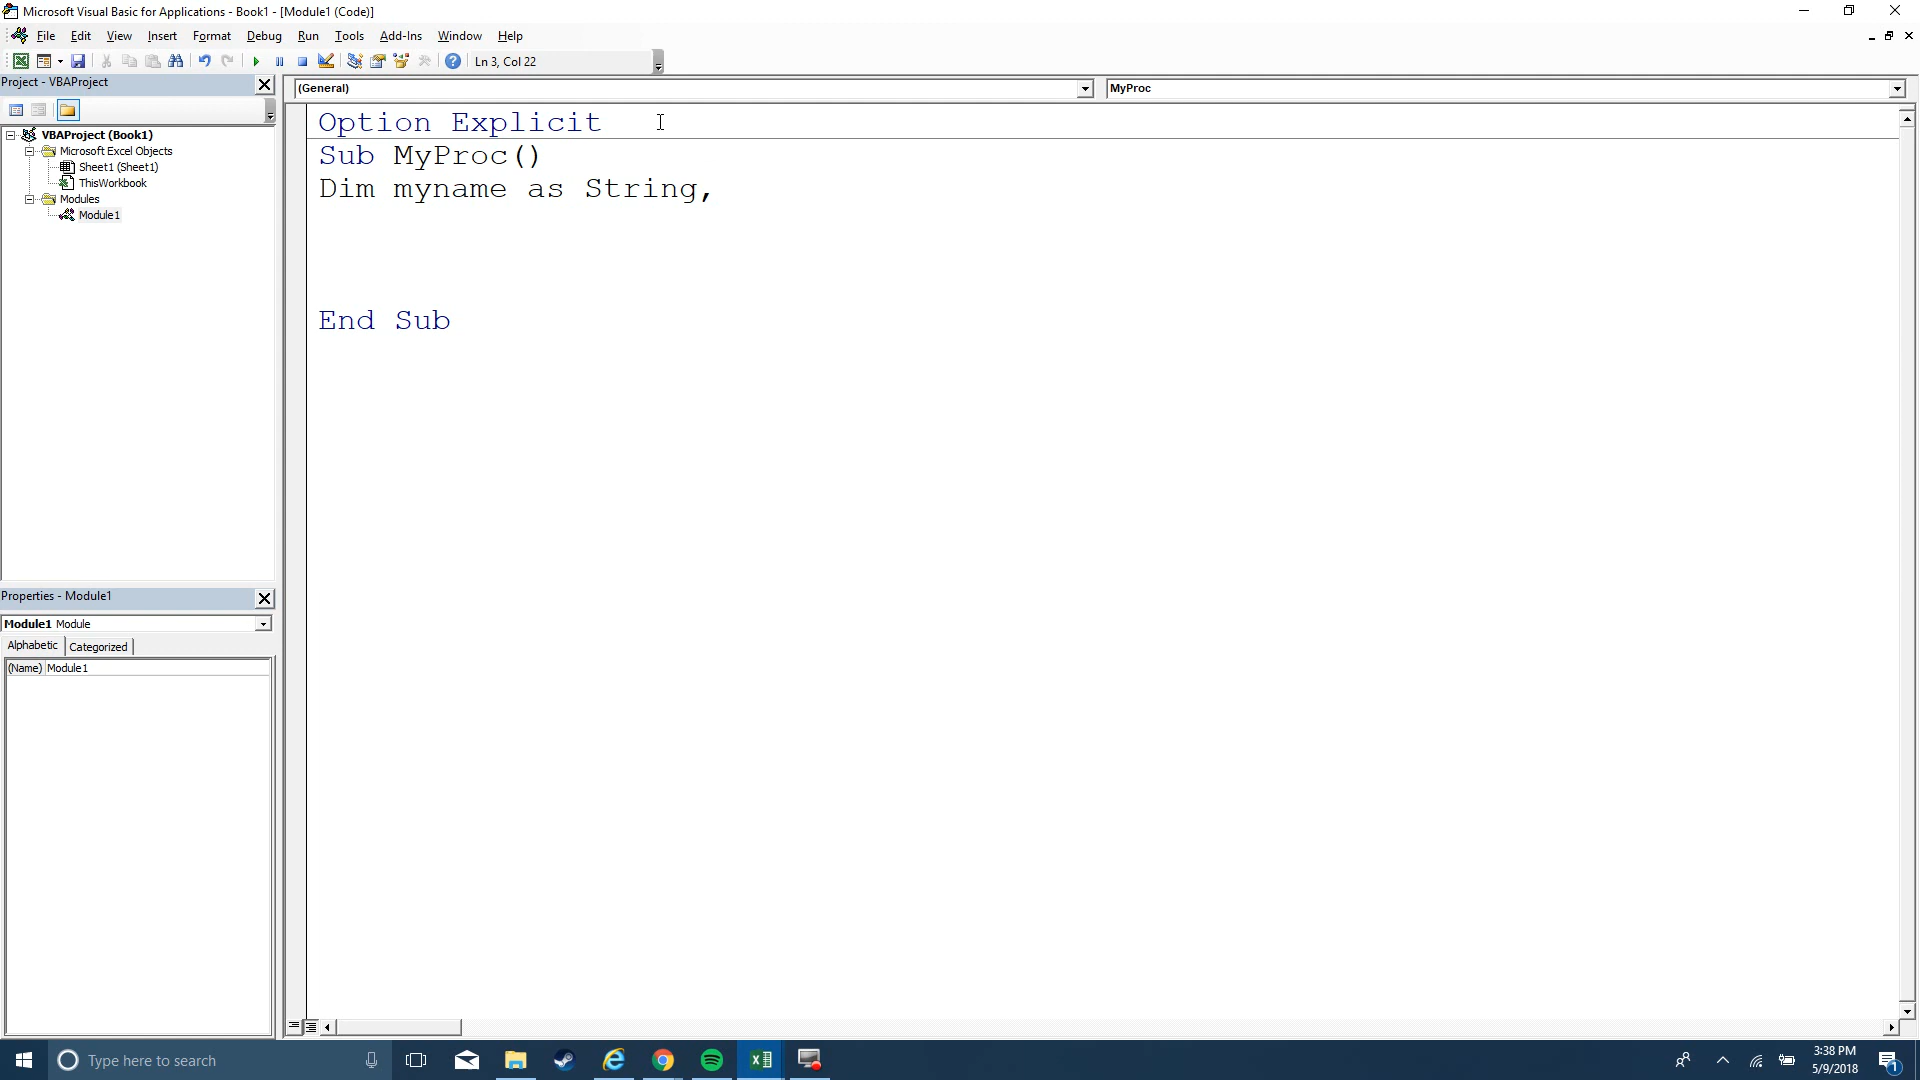 Microsoft Visual Basic for Applications - Book1 - [Module1 (Code)]
File Edit View Insert Format Debug Run Tools Add-Ins Window Help
Ln 3, Col 22
Project - VBAProject
(General)
MyProc
VBAProject (Book1)
Microsoft Excel Objects
Sheet1 (Sheet1)
ThisWorkbook
Modules
Module1
Option Explicit
Sub MyProc()
Dim myname as String,
End Sub
Properties - Module1
Module1 Module
Alphabetic Categorized
(Name) Module1
Type here to search
3:38 PM
5/9/2018
1